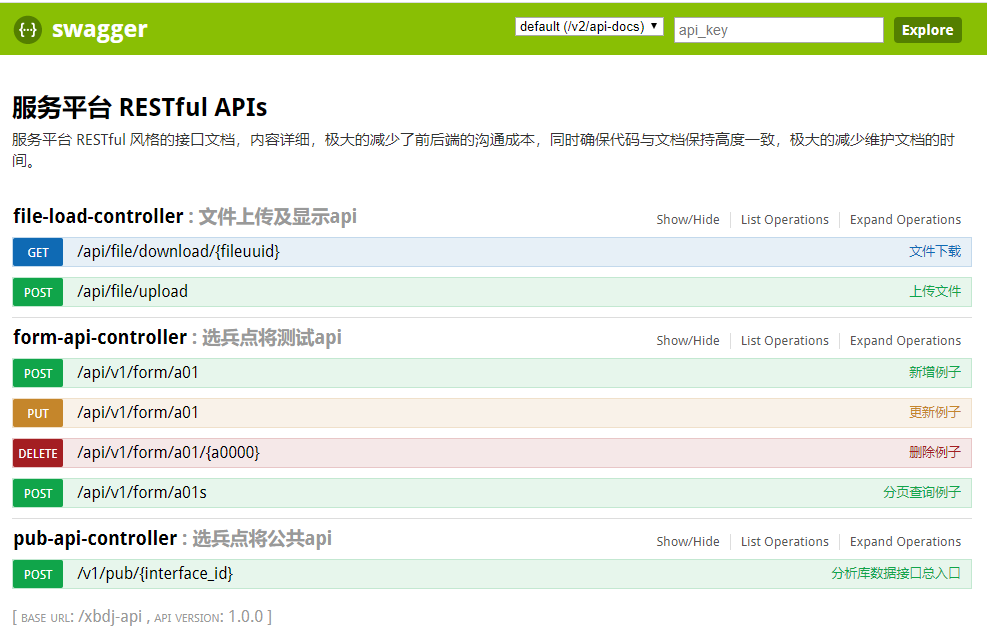 {··} swagger default (/v2/api-docs) ▼ api_key Explore
服务平台 RESTful APIs
服务平台 RESTful 风格的接口文档，内容详细，极大的减少了前后端的沟通成本，同时确保代码与文档保持高度一致，极大的减少维护文档的时
间。
file-load-controller : 文件上传及显示api Show/Hide List Operations Expand Operations
GET /api/file/download/{fileuuid} 文件下载
POST /api/file/upload 上传文件
form-api-controller : 选兵点将测试api Show/Hide List Operations Expand Operations
POST /api/v1/form/a01 新增例子
PUT /api/v1/form/a01 更新例子
DELETE /api/v1/form/a01/{a0000} 删除例子
POST /api/v1/form/a01s 分页查询例子
pub-api-controller : 选兵点将公共api Show/Hide List Operations Expand Operations
POST /v1/pub/{interface_id} 分析库数据接口总入口
[ BASE URL: /xbdj-api , API VERSION: 1.0.0 ]